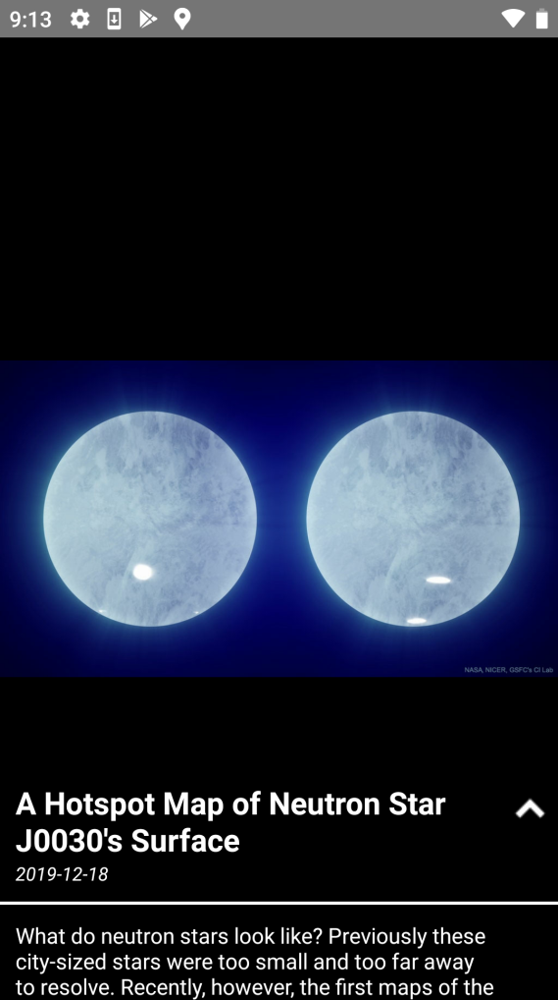 9:13
NASA, NICER, GSFC's CI Lab
A Hotspot Map of Neutron Star
J0030's Surface
2019-12-18
What do neutron stars look like? Previously these
city-sized stars were too small and too far away
to resolve. Recently, however, the first maps of the